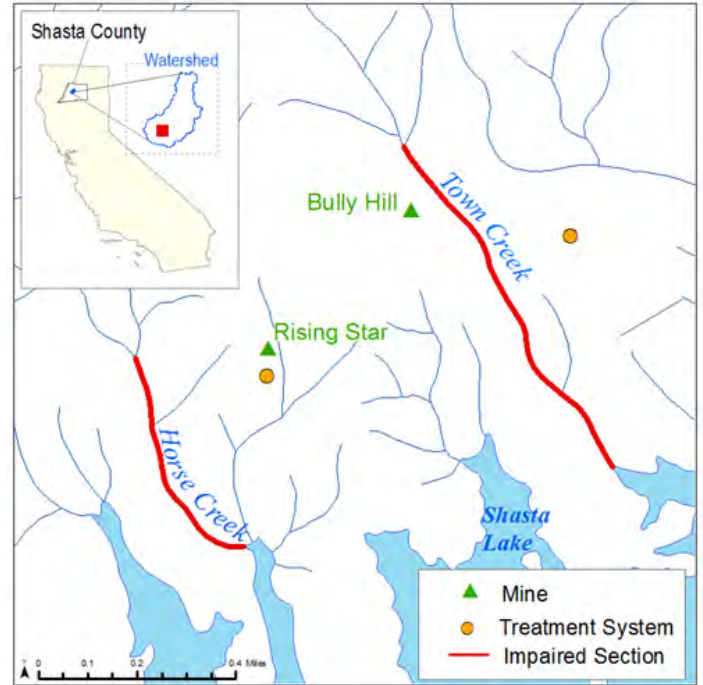 Shasta County
Watershed
Bully Hill
Town Creek
Rising Star
Horse Creek
Shasta
Lake
Mine
Treatment System
Impaired Section
0 0.1 0.2 0.4 Miles